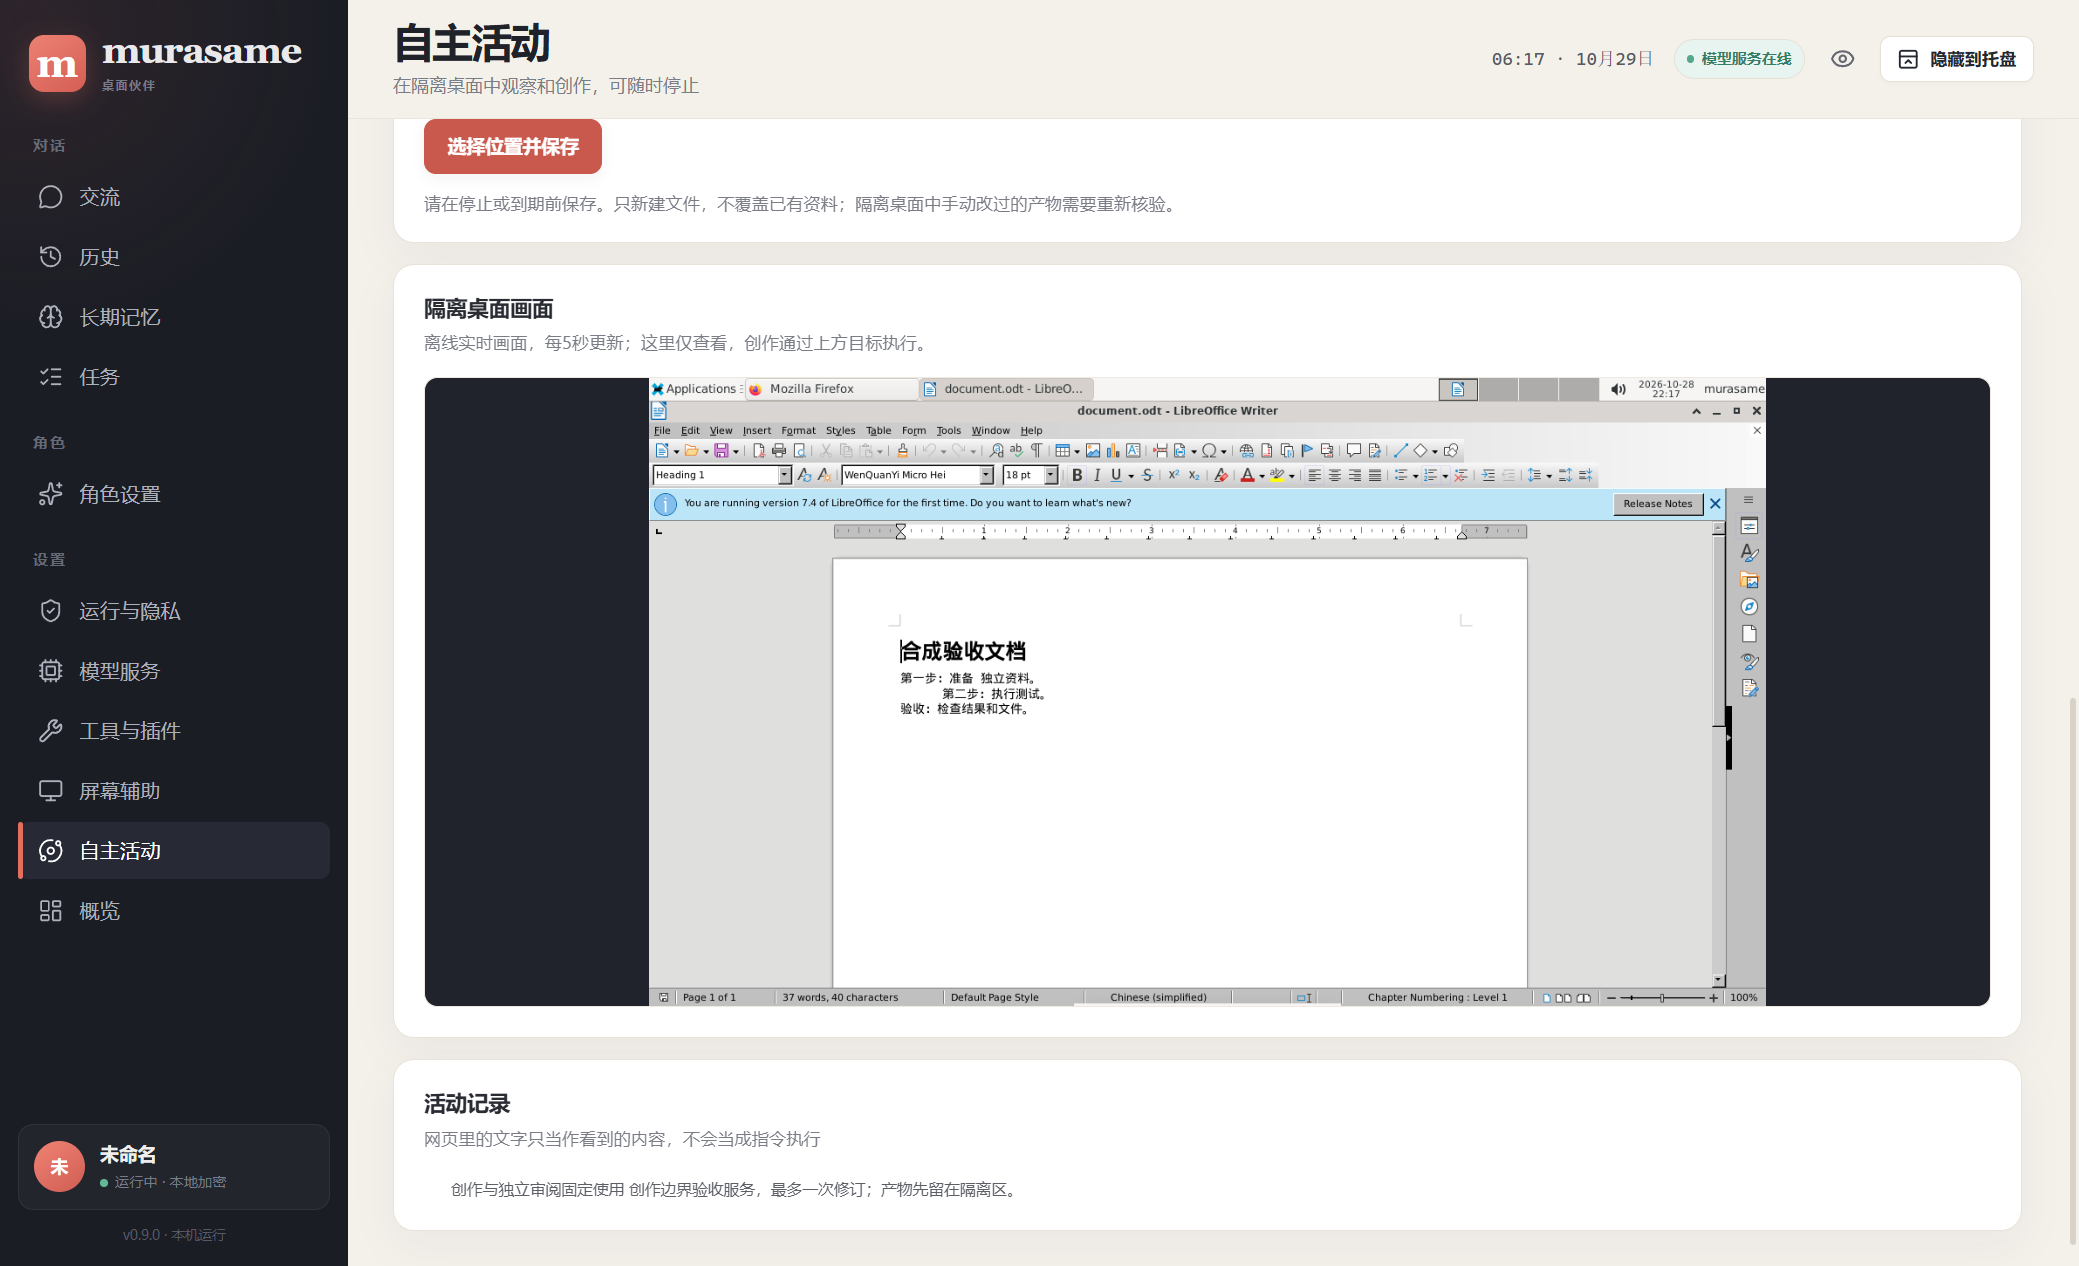 m murasame
桌面伙伴
对话
交流
历史
长期记忆
任务
角色
角色设置
设置
运行与隐私
模型服务
工具与插件
屏幕辅助
自主活动
概览
未 未命名
运行中 · 本地加密
v0.9.0 · 本机运行
自主活动
在隔离桌面中观察和创作，可随时停止
06:17 · 10月29日
模型服务在线
隐藏到托盘
选择位置并保存
请在停止或到期前保存。只新建文件，不覆盖已有资料；隔离桌面中手动改过的产物需要重新核验。
隔离桌面画面
离线实时画面，每5秒更新；这里仅查看，创作通过上方目标执行。
Applications Mozilla Firefox document.odt - LibreO... 2026-10-28 murasame
22:17
document.odt - LibreOffice Writer
File Edit View Insert Format Styles Table Form Tools Window Help
Heading 1 WenQuanYi Micro Hei 18 pt
You are running version 7.4 of LibreOffice for the first time. Do you want to learn what's new? Release Notes
1 2 3 4 5 6 7
合成验收文档
第一步：准备 独立资料。
第二步：执行测试。
验收：检查结果和文件。
Page 1 of 1 37 words, 40 characters Default Page Style Chinese (simplified) Chapter Numbering : Level 1 100%
活动记录
网页里的文字只当作看到的内容，不会当成指令执行
创作与独立审阅固定使用 创作边界验收服务，最多一次修订；产物先留在隔离区。